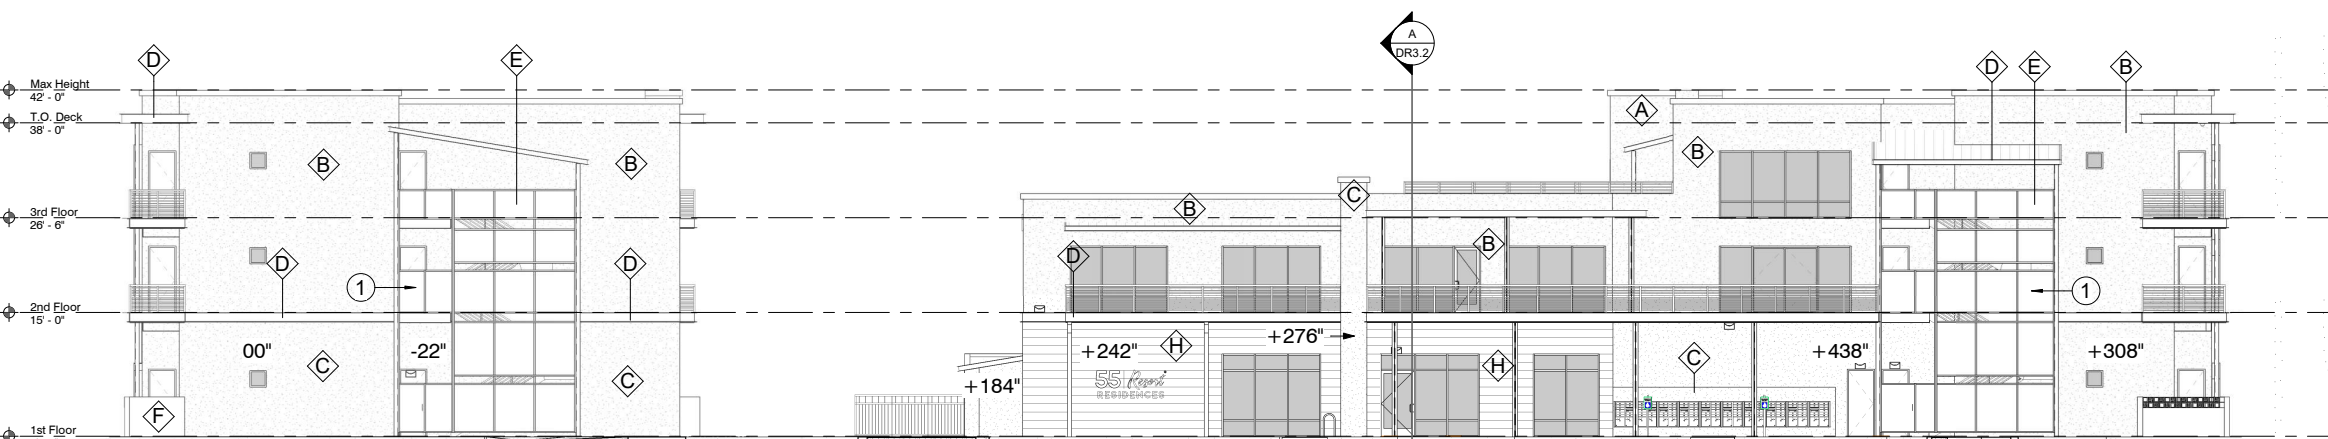 A
DR3.2
D
E
D
E
B
Max Height
42' - 0"
T.O. Deck
38' - 0"
A
B
B
B
C
B
3rd Floor
26' - 6"
B
D
D
D
1
1
2nd Floor
15' - 0"
00"
-22"
+276"
+242"
H
+438"
+308"
C
C
H
C
+184"
55 Resort
RESIDENCES
F
1st Floor